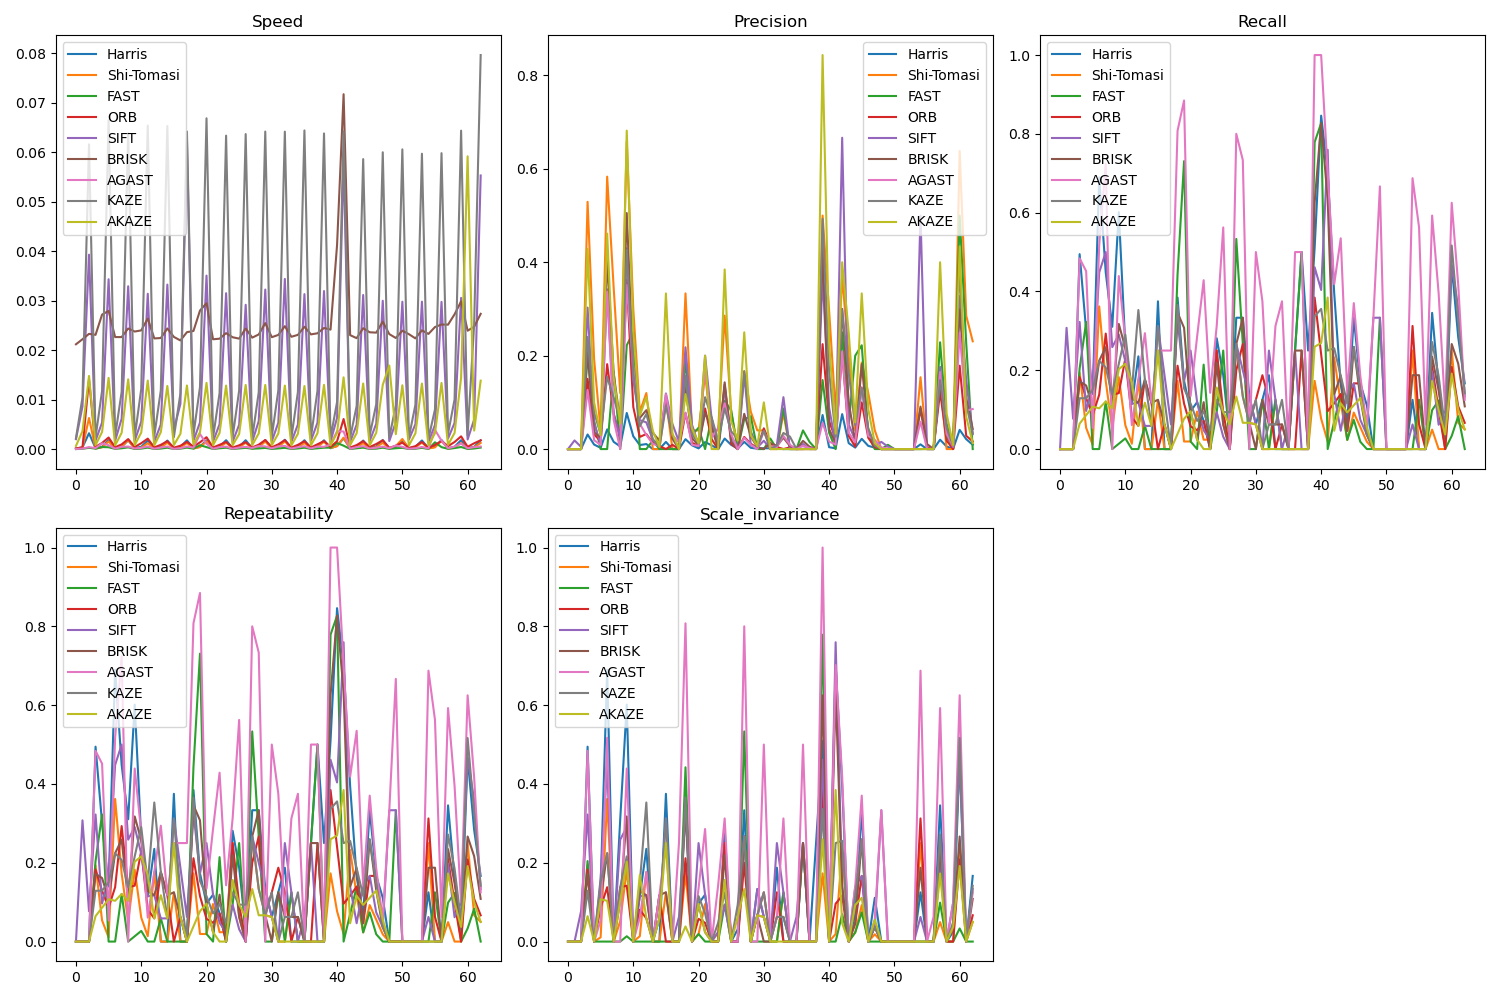 Speed
0.08
0.07
0.06
0.05
0.04
0.03
0.02
0.01
0.00
0 10 20 30 40 50 60
Harris
Shi-Tomasi
FAST
ORB
SIFT
BRISK
AGAST
KAZE
AKAZE
Precision
0.8
0.6
0.4
0.2
0.0
0 10 20 30 40 50 60
Harris
Shi-Tomasi
FAST
ORB
SIFT
BRISK
AGAST
KAZE
AKAZE
Recall
1.0
0.8
0.6
0.4
0.2
0.0
0 10 20 30 40 50 60
Harris
Shi-Tomasi
FAST
ORB
SIFT
BRISK
AGAST
KAZE
AKAZE
Repeatability
1.0
0.8
0.6
0.4
0.2
0.0
0 10 20 30 40 50 60
Harris
Shi-Tomasi
FAST
ORB
SIFT
BRISK
AGAST
KAZE
AKAZE
Scale_invariance
1.0
0.8
0.6
0.4
0.2
0.0
0 10 20 30 40 50 60
Harris
Shi-Tomasi
FAST
ORB
SIFT
BRISK
AGAST
KAZE
AKAZE